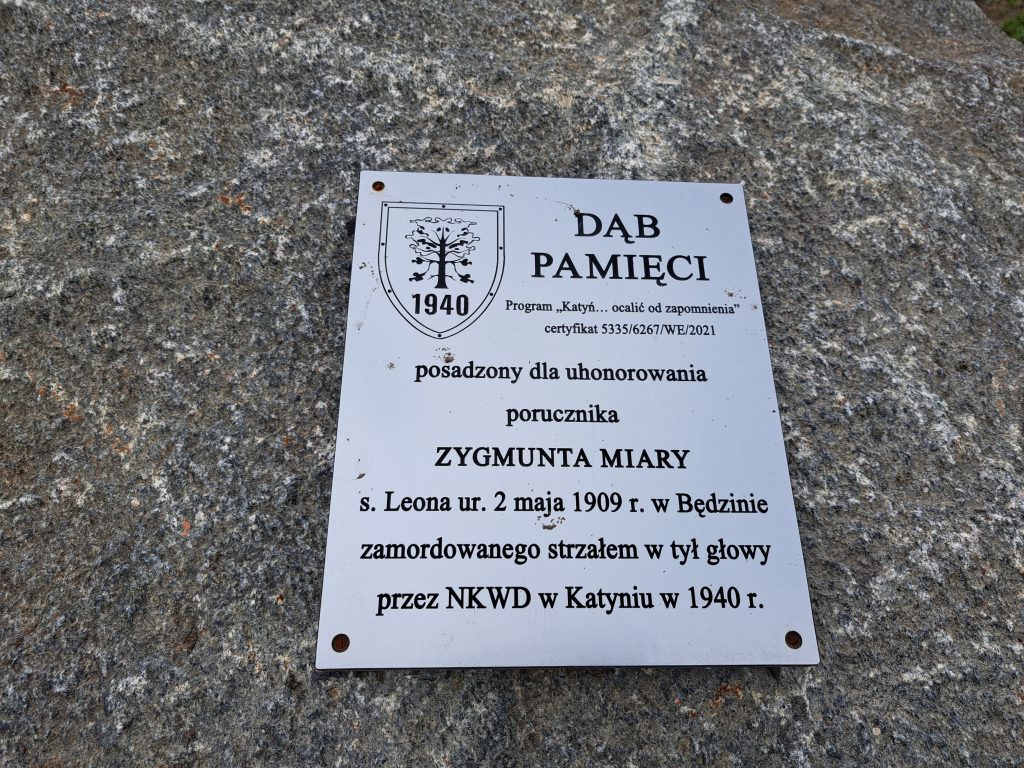 1940
DĄB
PAMIĘCI
Program „Katyń… ocalić od zapomnienia”
certyfikat 5335/6267/WE/2021
posadzony dla uhonorowania
porucznika
ZYGMUNTA MIARY
s. Leona ur. 2 maja 1909 r. w Będzinie
zamordowanego strzałem w tył głowy
przez NKWD w Katyniu w 1940 r.